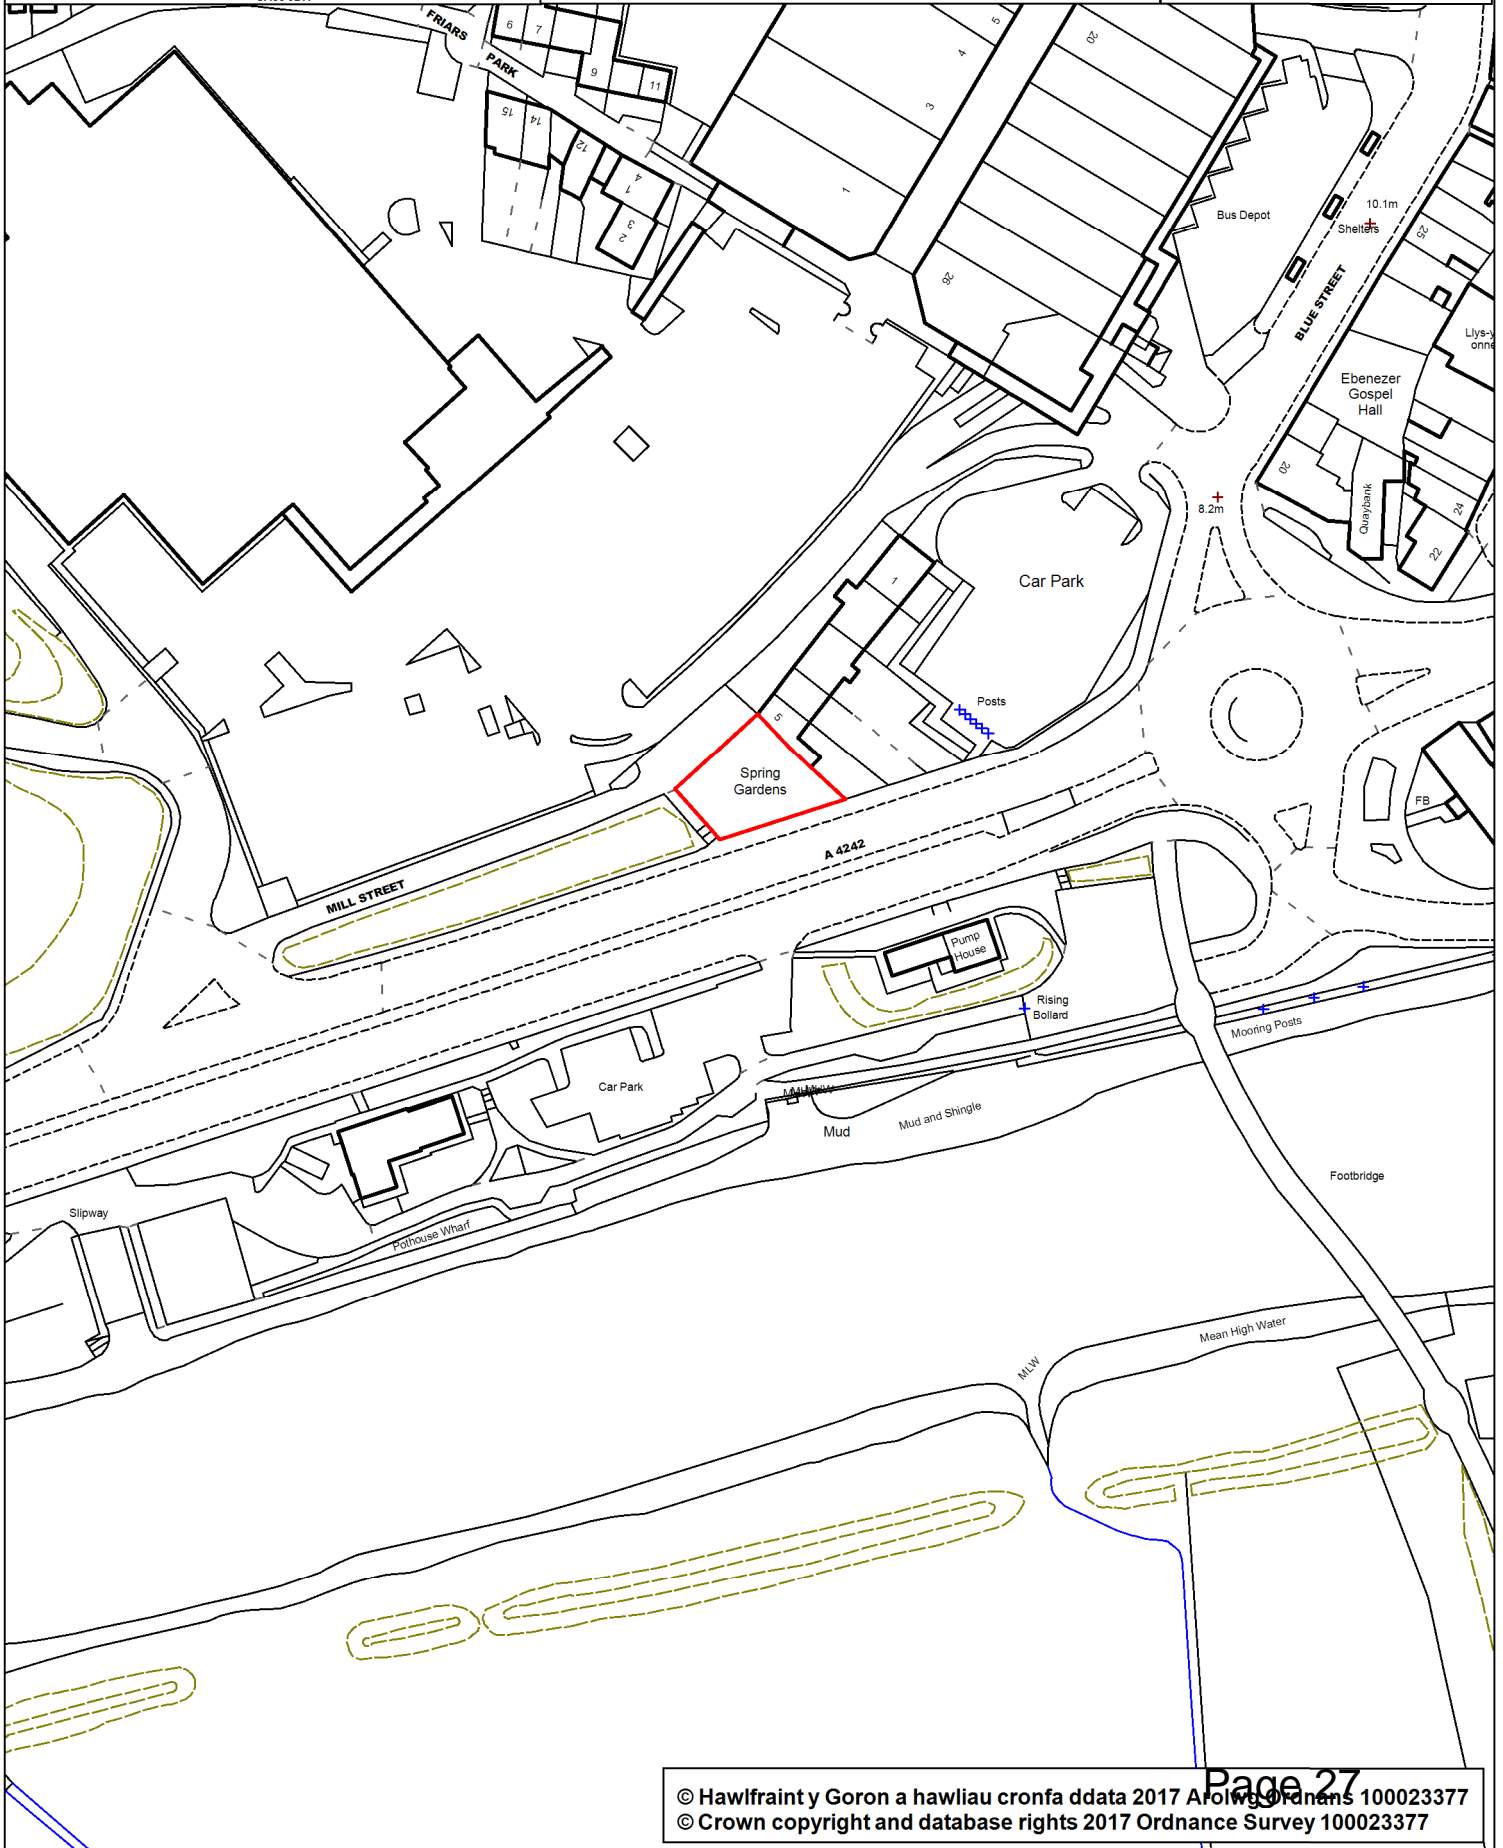 FRIARS
PARK
6
7
9
11
15
14
12
4
1
3
2
5
4
3
1
20
26
Bus Depot
10.1m
Shelters
25
BLUE STREET
Llys-y
onne
Ebenezer
Gospel
Hall
20
Quaybank
24
22
8.2m
Car Park
1
Posts
5
Spring
Gardens
FB
A 4242
MILL STREET
Pump
House
Rising
Bollard
Mooring Posts
Car Park
Mud
Mud and Shingle
Footbridge
Slipway
Pothouse Wharf
Mean High Water
MLW
Page 27
© Hawlfraint y Goron a hawliau cronfa ddata 2017 Arolwg Ordnans 100023377
© Crown copyright and database rights 2017 Ordnance Survey 100023377